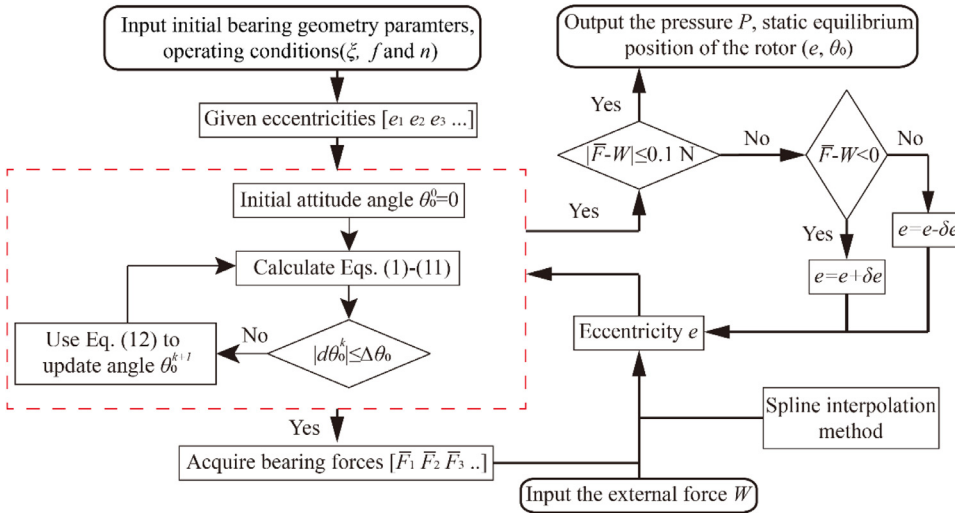 Input initial bearing geometry paramters,
operating conditions(ξ, f and n)
Given eccentricities [e₁ e₂ e₃ ...]
Initial attitude angle θ₀⁰=0
Calculate Eqs. (1)-(11)
Use Eq. (12) to
update angle θ₀ᵏ⁺¹
No
|dθ₀ᵏ|≤Δθ₀
Yes
Acquire bearing forces [F̅₁ F̅₂ F̅₃ ..]
Output the pressure P, static equilibrium
position of the rotor (e, θ₀)
Yes
|F̅-W|≤0.1 N
No
F̅-W<0
No
Yes
Yes
e=e-δe
e=e+δe
Eccentricity e
Spline interpolation
method
Input the external force W